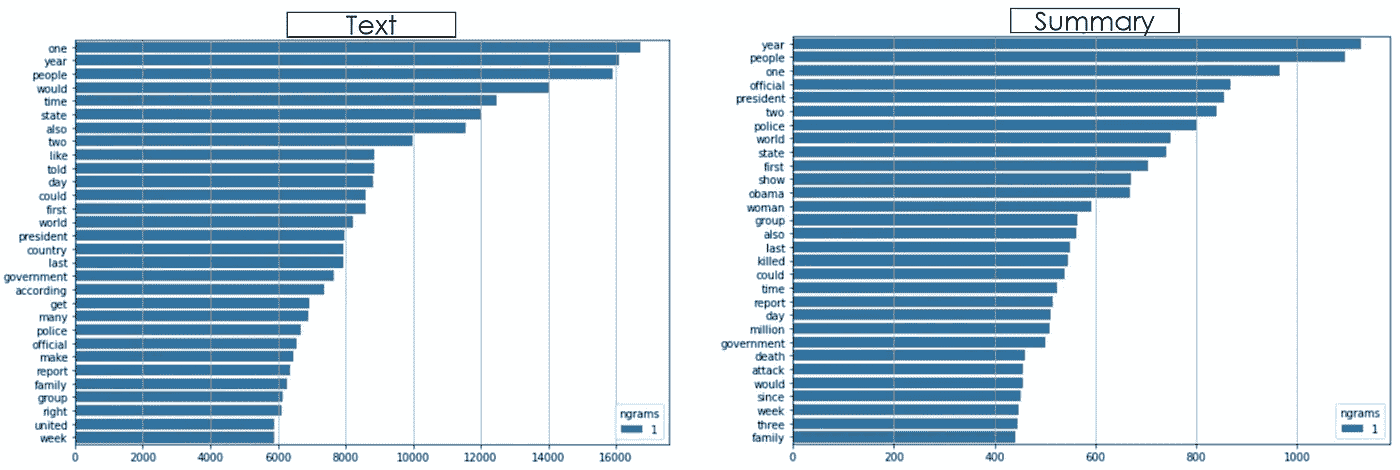 Text
one
year
people
would
time
state
also
two
like
told
day
could
first
world
president
country
last
government
according
get
many
police
official
make
report
family
group
right
united
week
0 2000 4000 6000 8000 10000 12000 14000 16000
ngrams
1
Summary
year
people
one
official
president
two
police
world
state
first
show
obama
woman
group
also
last
killed
could
time
report
day
million
government
death
attack
would
since
week
three
family
0 200 400 600 800 1000
ngrams
1